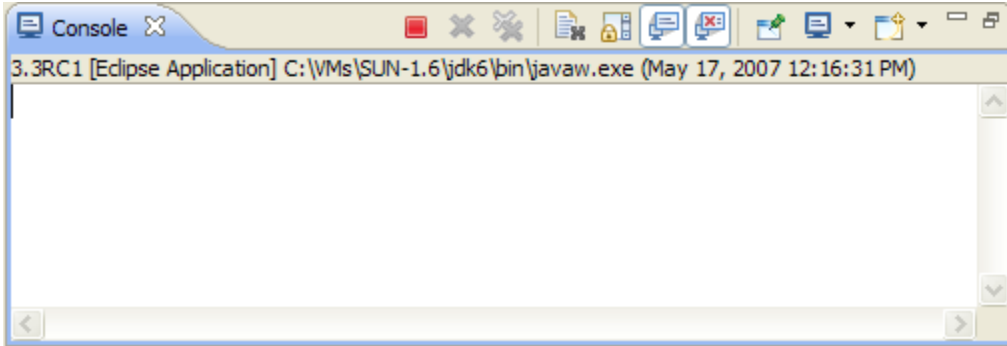 Console
3.3RC1 [Eclipse Application] C:\VMs\SUN-1.6\jdk6\bin\javaw.exe (May 17, 2007 12:16:31 PM)